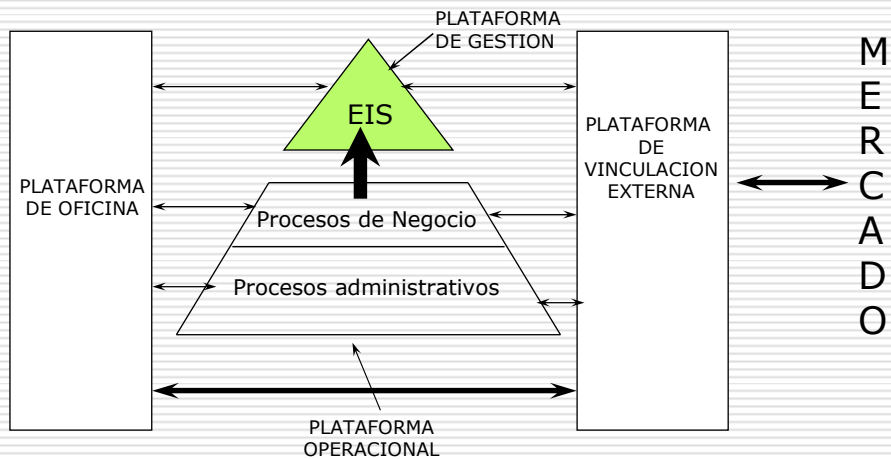 PLATAFORMA
DE GESTION
EIS
PLATAFORMA
DE OFICINA
Procesos de Negocio
Procesos administrativos
PLATAFORMA
DE
VINCULACION
EXTERNA
M
E
R
C
A
D
O
PLATAFORMA
OPERACIONAL